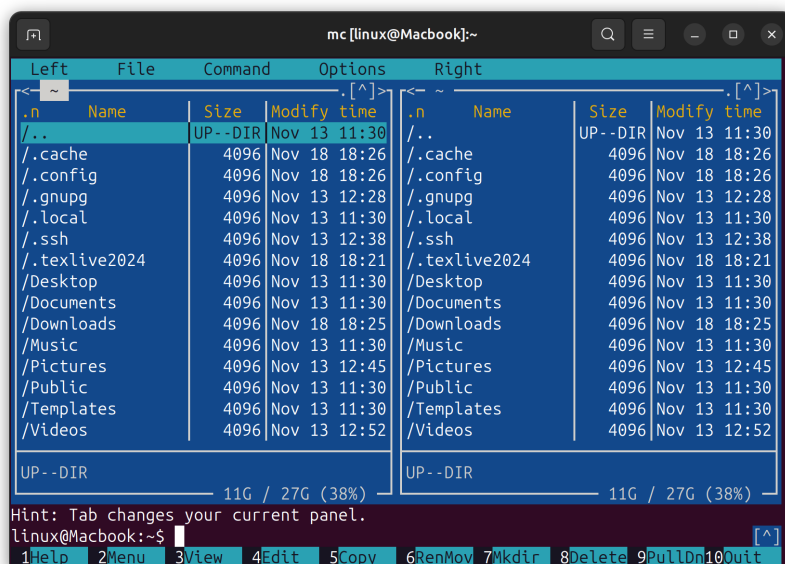 mc [linux@Macbook]:~
Left File Command Options Right
<- ~ .[^]> <- ~ .[^]>
.n Name Size Modify time .n Name Size Modify time
/.. UP--DIR Nov 13 11:30 /.. UP--DIR Nov 13 11:30
/.cache 4096 Nov 18 18:26 /.cache 4096 Nov 18 18:26
/.config 4096 Nov 18 18:26 /.config 4096 Nov 18 18:26
/.gnupg 4096 Nov 13 12:28 /.gnupg 4096 Nov 13 12:28
/.local 4096 Nov 13 11:30 /.local 4096 Nov 13 11:30
/.ssh 4096 Nov 13 12:38 /.ssh 4096 Nov 13 12:38
/.texlive2024 4096 Nov 18 18:21 /.texlive2024 4096 Nov 18 18:21
/Desktop 4096 Nov 13 11:30 /Desktop 4096 Nov 13 11:30
/Documents 4096 Nov 13 11:30 /Documents 4096 Nov 13 11:30
/Downloads 4096 Nov 18 18:25 /Downloads 4096 Nov 18 18:25
/Music 4096 Nov 13 11:30 /Music 4096 Nov 13 11:30
/Pictures 4096 Nov 13 12:45 /Pictures 4096 Nov 13 12:45
/Public 4096 Nov 13 11:30 /Public 4096 Nov 13 11:30
/Templates 4096 Nov 13 11:30 /Templates 4096 Nov 13 11:30
/Videos 4096 Nov 13 12:52 /Videos 4096 Nov 13 12:52
UP--DIR UP--DIR
11G / 27G (38%) 11G / 27G (38%)
Hint: Tab changes your current panel.
linux@Macbook:~$ [^]
1Help 2Menu 3View 4Edit 5Copy 6RenMov 7Mkdir 8Delete 9PullDn 10Quit